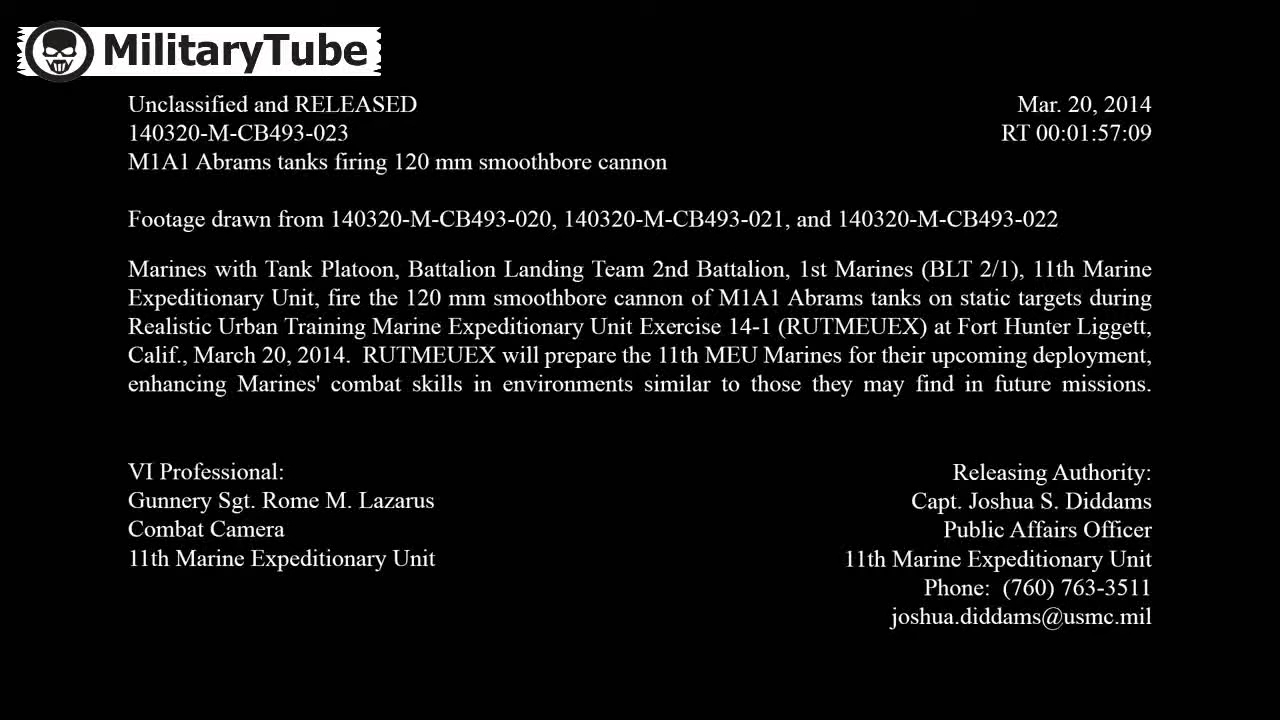 MilitaryTube
Unclassified and RELEASED
Mar. 20, 2014
140320-M-CB493-023
RT 00:01:57:09
M1A1 Abrams tanks firing 120 mm smoothbore cannon
Footage drawn from 140320-M-CB493-020, 140320-M-CB493-021, and 140320-M-CB493-022
Marines with Tank Platoon, Battalion Landing Team 2nd Battalion, 1st Marines (BLT 2/1), 11th Marine
Expeditionary Unit, fire the 120 mm smoothbore cannon of M1A1 Abrams tanks on static targets during
Realistic Urban Training Marine Expeditionary Unit Exercise 14-1 (RUTMEUEX) at Fort Hunter Liggett,
Calif., March 20, 2014.  RUTMEUEX will prepare the 11th MEU Marines for their upcoming deployment,
enhancing Marines' combat skills in environments similar to those they may find in future missions.
VI Professional:
Gunnery Sgt. Rome M. Lazarus
Combat Camera
11th Marine Expeditionary Unit
Releasing Authority:
Capt. Joshua S. Diddams
Public Affairs Officer
11th Marine Expeditionary Unit
Phone:  (760) 763-3511
joshua.diddams@usmc.mil